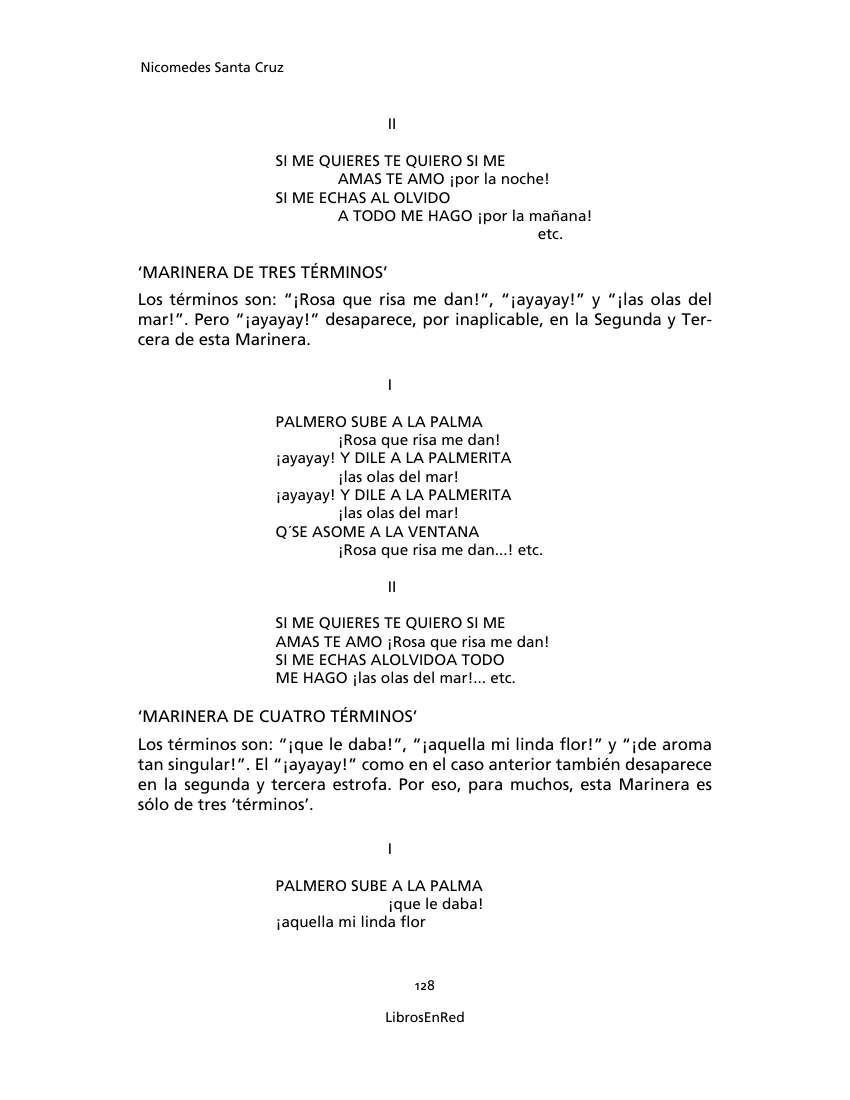 Nicomedes Santa Cruz
II
SI ME QUIERES TE QUIERO SI ME
AMAS TE AMO ¡por la noche!
SI ME ECHAS AL OLVIDO
A TODO ME HAGO ¡por la mañana!
etc.
‘MARINERA DE TRES TÉRMINOS’
Los términos son: “¡Rosa que risa me dan!”, “¡ayayay!” y “¡las olas del
mar!”. Pero “¡ayayay!” desaparece, por inaplicable, en la Segunda y Ter-
cera de esta Marinera.
I
PALMERO SUBE A LA PALMA
¡Rosa que risa me dan!
¡ayayay! Y DILE A LA PALMERITA
¡las olas del mar!
¡ayayay! Y DILE A LA PALMERITA
¡las olas del mar!
Q´SE ASOME A LA VENTANA
¡Rosa que risa me dan...! etc.
II
SI ME QUIERES TE QUIERO SI ME
AMAS TE AMO ¡Rosa que risa me dan!
SI ME ECHAS ALOLVIDOA TODO
ME HAGO ¡las olas del mar!... etc.
‘MARINERA DE CUATRO TÉRMINOS’
Los términos son: “¡que le daba!”, “¡aquella mi linda flor!” y “¡de aroma
tan singular!”. El “¡ayayay!” como en el caso anterior también desaparece
en la segunda y tercera estrofa. Por eso, para muchos, esta Marinera es
sólo de tres ‘términos’.
I
PALMERO SUBE A LA PALMA
¡que le daba!
¡aquella mi linda flor
128
LibrosEnRed